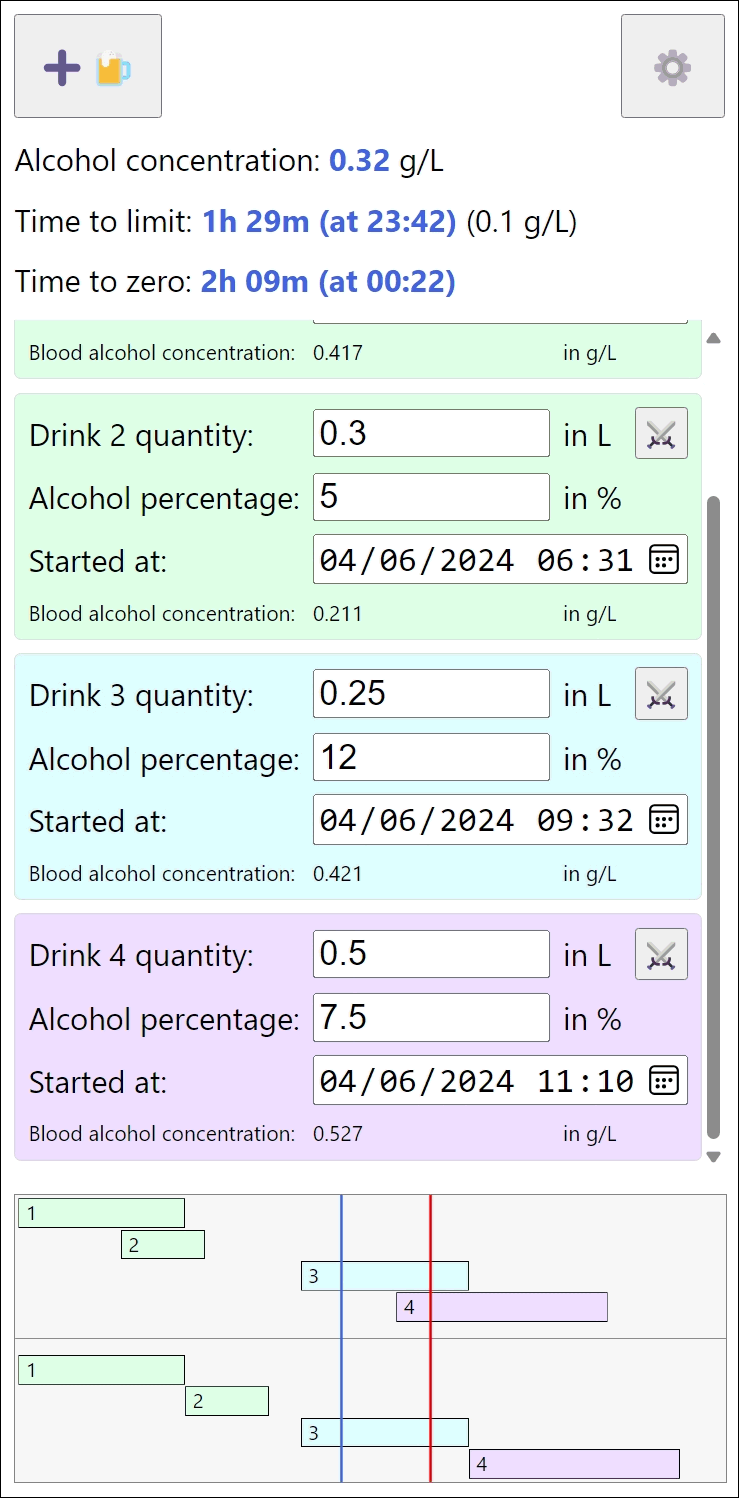 Alcohol concentration: 0.32 g/L
Time to limit: 1h 29m (at 23:42) (0.1 g/L)
Time to zero: 2h 09m (at 00:22)
Blood alcohol concentration: 0.417 in g/L
Drink 2 quantity: 0.3 in L
Alcohol percentage: 5 in %
Started at: 04/06/2024 06:31
Blood alcohol concentration: 0.211 in g/L
Drink 3 quantity: 0.25 in L
Alcohol percentage: 12 in %
Started at: 04/06/2024 09:32
Blood alcohol concentration: 0.421 in g/L
Drink 4 quantity: 0.5 in L
Alcohol percentage: 7.5 in %
Started at: 04/06/2024 11:10
Blood alcohol concentration: 0.527 in g/L
1
2
3
4
1
2
3
4